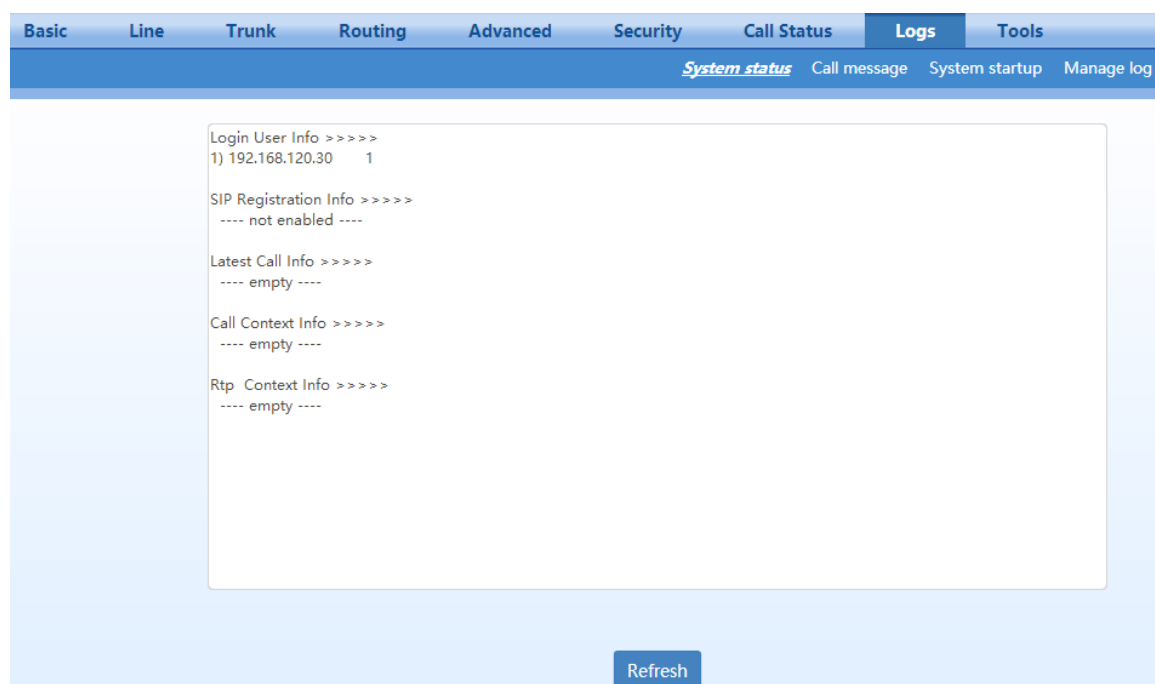 Basic Line Trunk Routing Advanced Security Call Status Logs Tools
System status Call message System startup Manage log
Login User Info >>>>>
1) 192.168.120.30 1
SIP Registration Info >>>>>
---- not enabled ----
Latest Call Info >>>>>
---- empty ----
Call Context Info >>>>>
---- empty ----
Rtp Context Info >>>>>
---- empty ----
Refresh